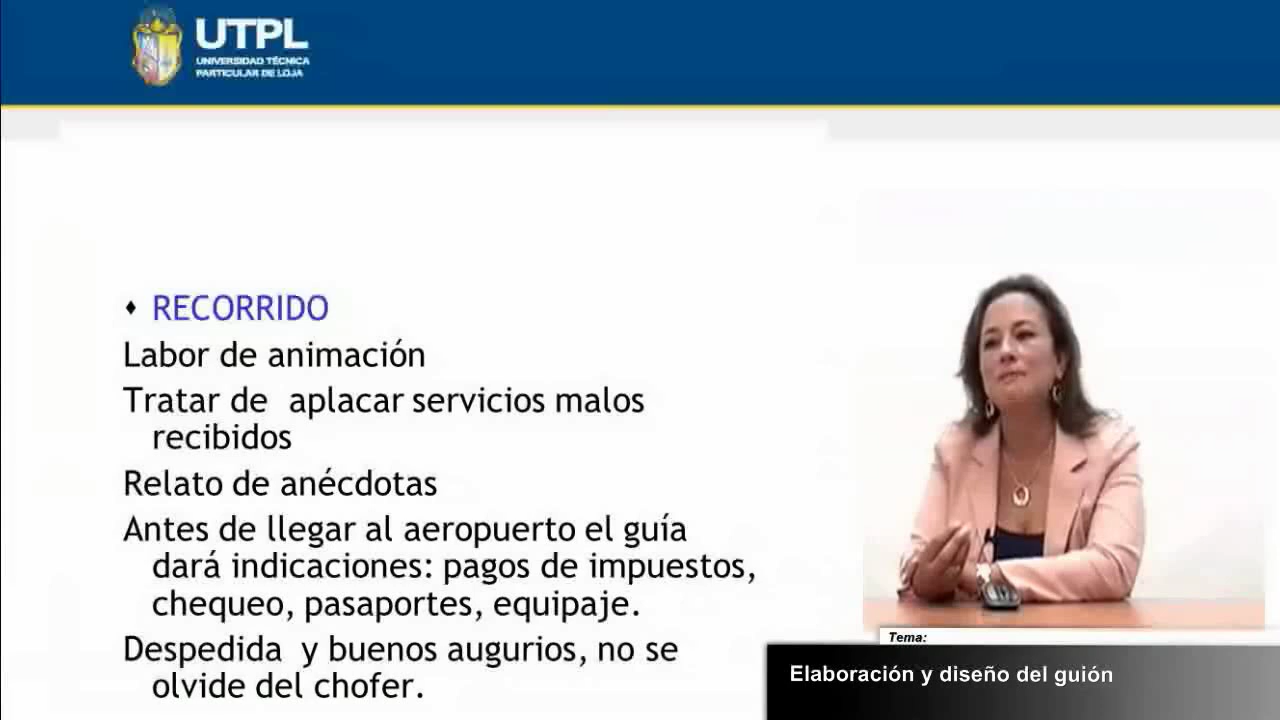 UTPL
UNIVERSIDAD TÉCNICA
PARTICULAR DE LOJA
RECORRIDO
Labor de animación
Tratar de aplacar servicios malos
recibidos
Relato de anécdotas
Antes de llegar al aeropuerto el guía
dará indicaciones: pagos de impuestos,
chequeo, pasaportes, equipaje.
Despedida y buenos augurios, no se
olvide del chofer.
Tema:
Elaboración y diseño del guión